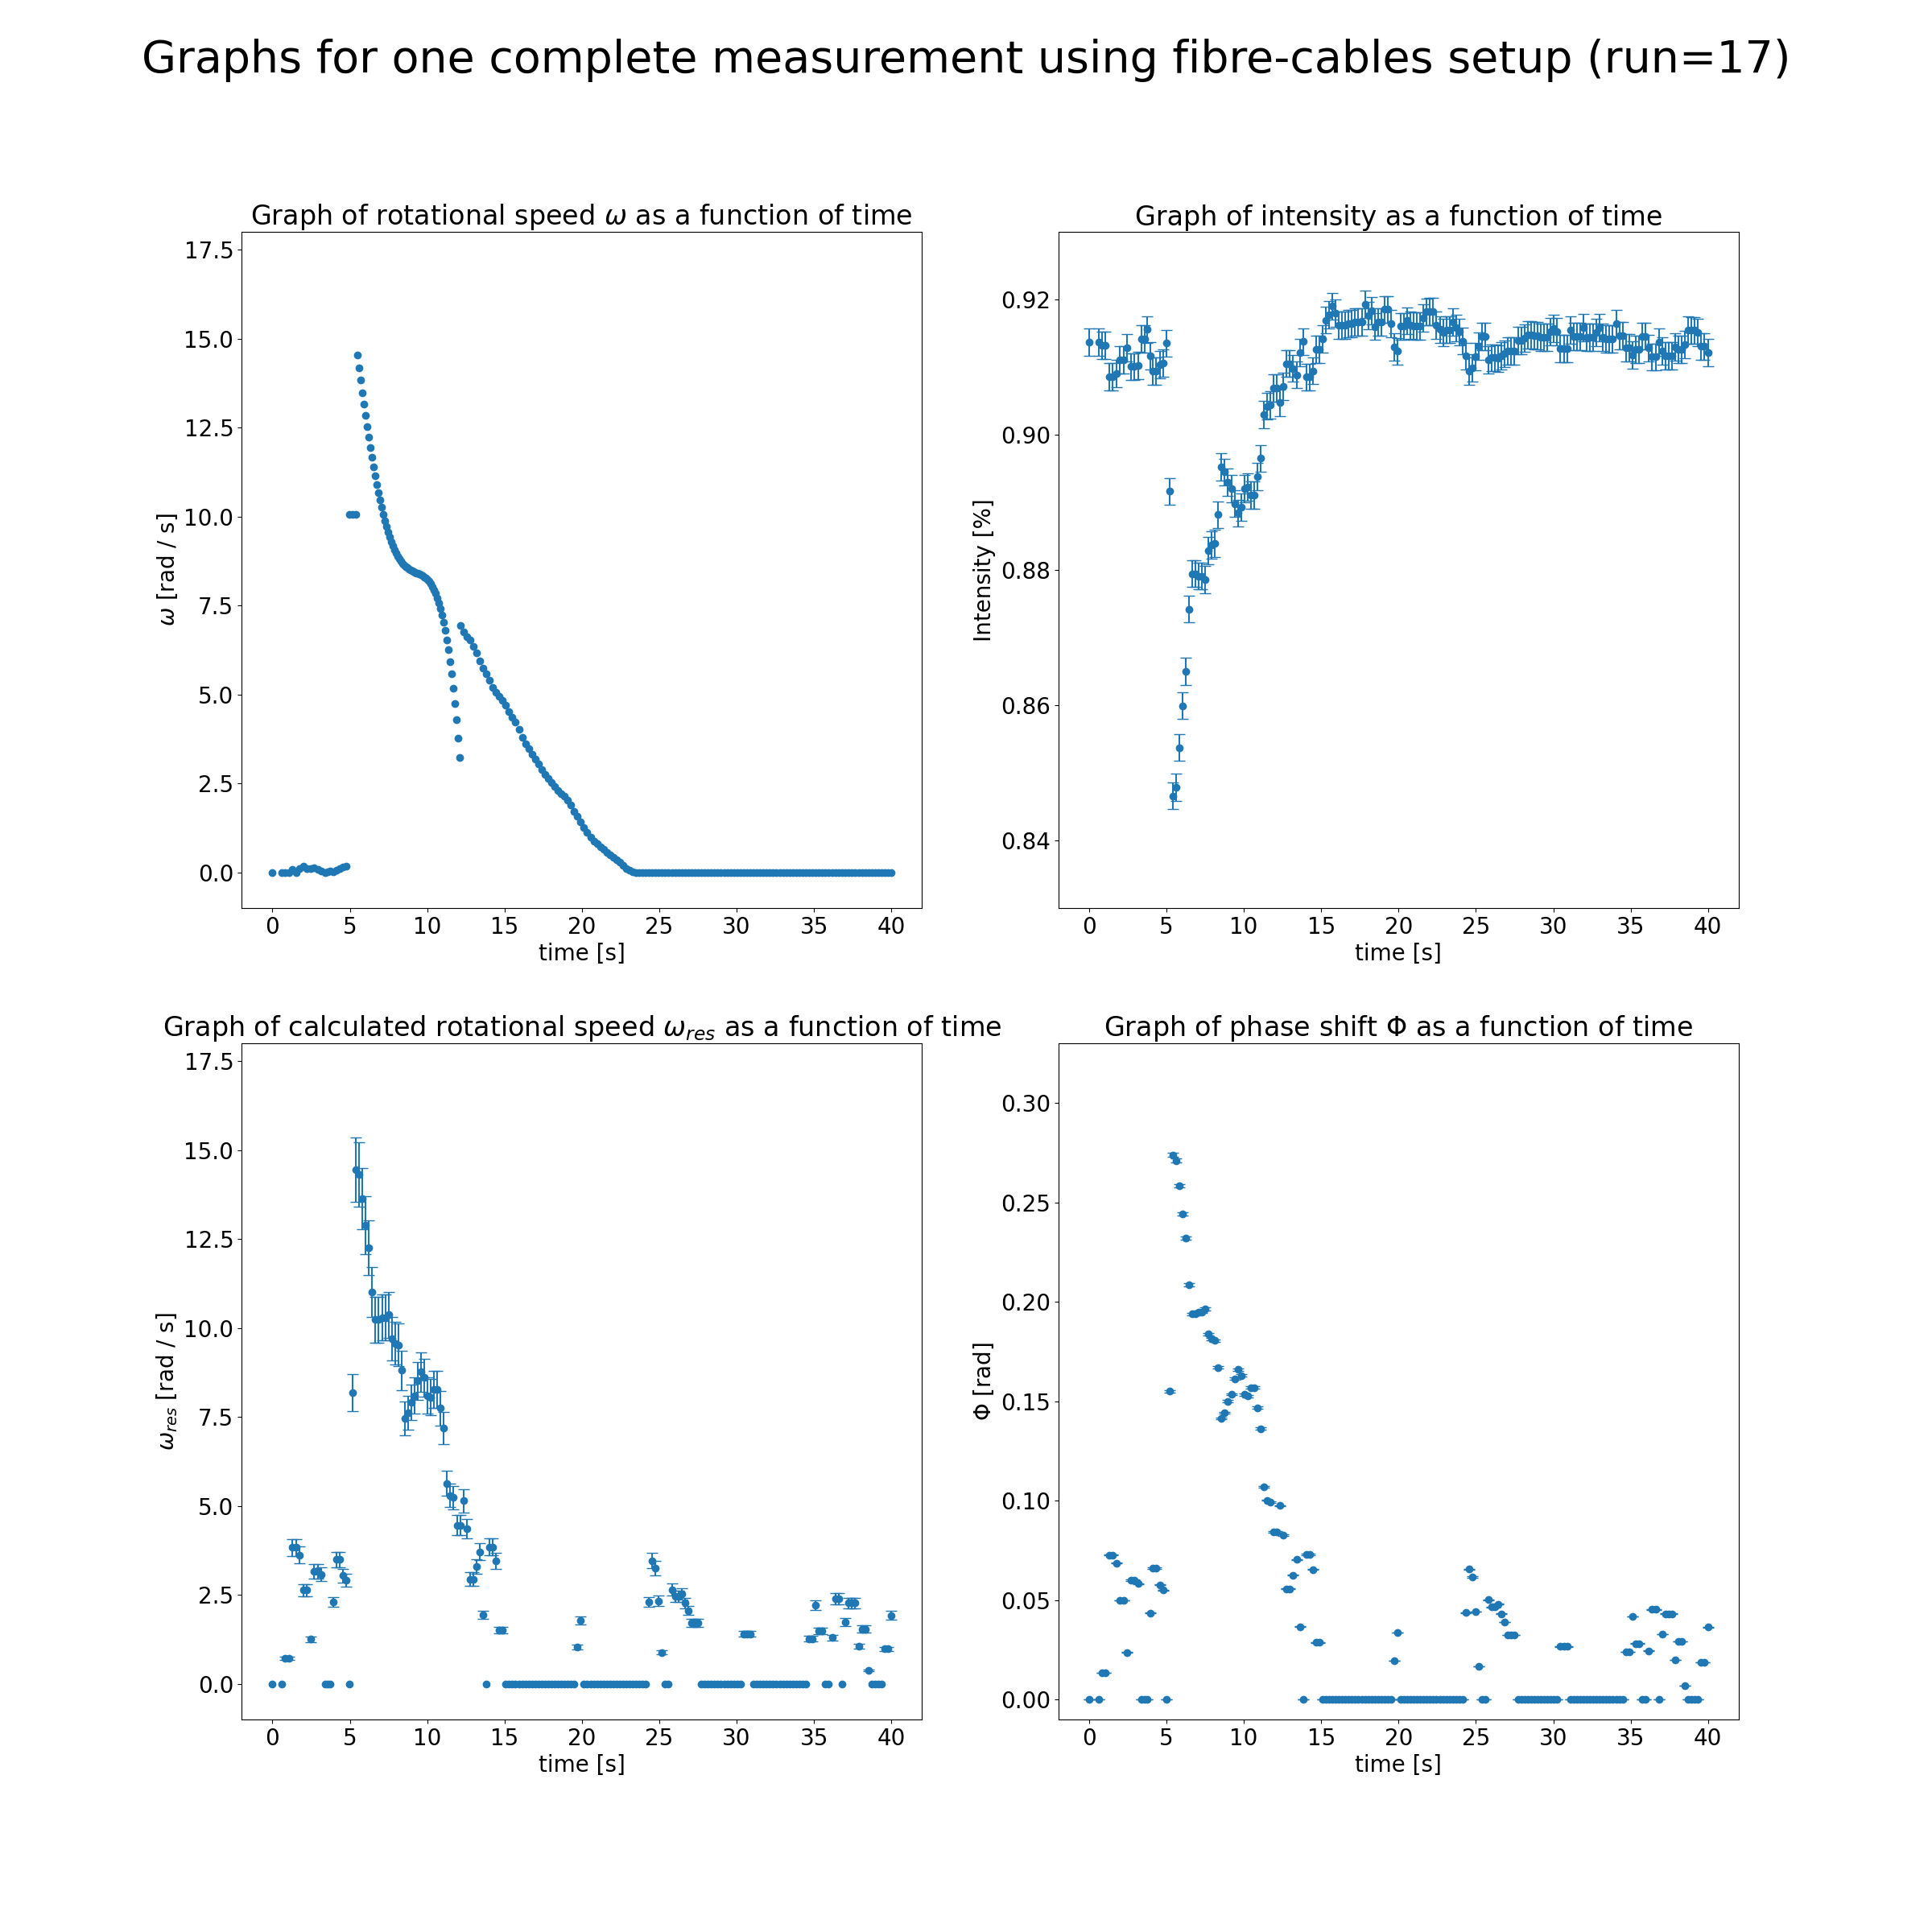 Graphs for one complete measurement using fibre-cables setup (run=17)
Graph of rotational speed ω as a function of time
17.5
15.0
12.5
10.0
7.5
5.0
2.5
0.0
ω [rad / s]
0 5 10 15 20 25 30 35 40
time [s]
Graph of intensity as a function of time
0.92
0.90
0.88
0.86
0.84
Intensity [%]
0 5 10 15 20 25 30 35 40
time [s]
Graph of calculated rotational speed ω_res as a function of time
17.5
15.0
12.5
10.0
7.5
5.0
2.5
0.0
ω_res [rad / s]
0 5 10 15 20 25 30 35 40
time [s]
Graph of phase shift Φ as a function of time
0.30
0.25
0.20
0.15
0.10
0.05
0.00
Φ [rad]
0 5 10 15 20 25 30 35 40
time [s]